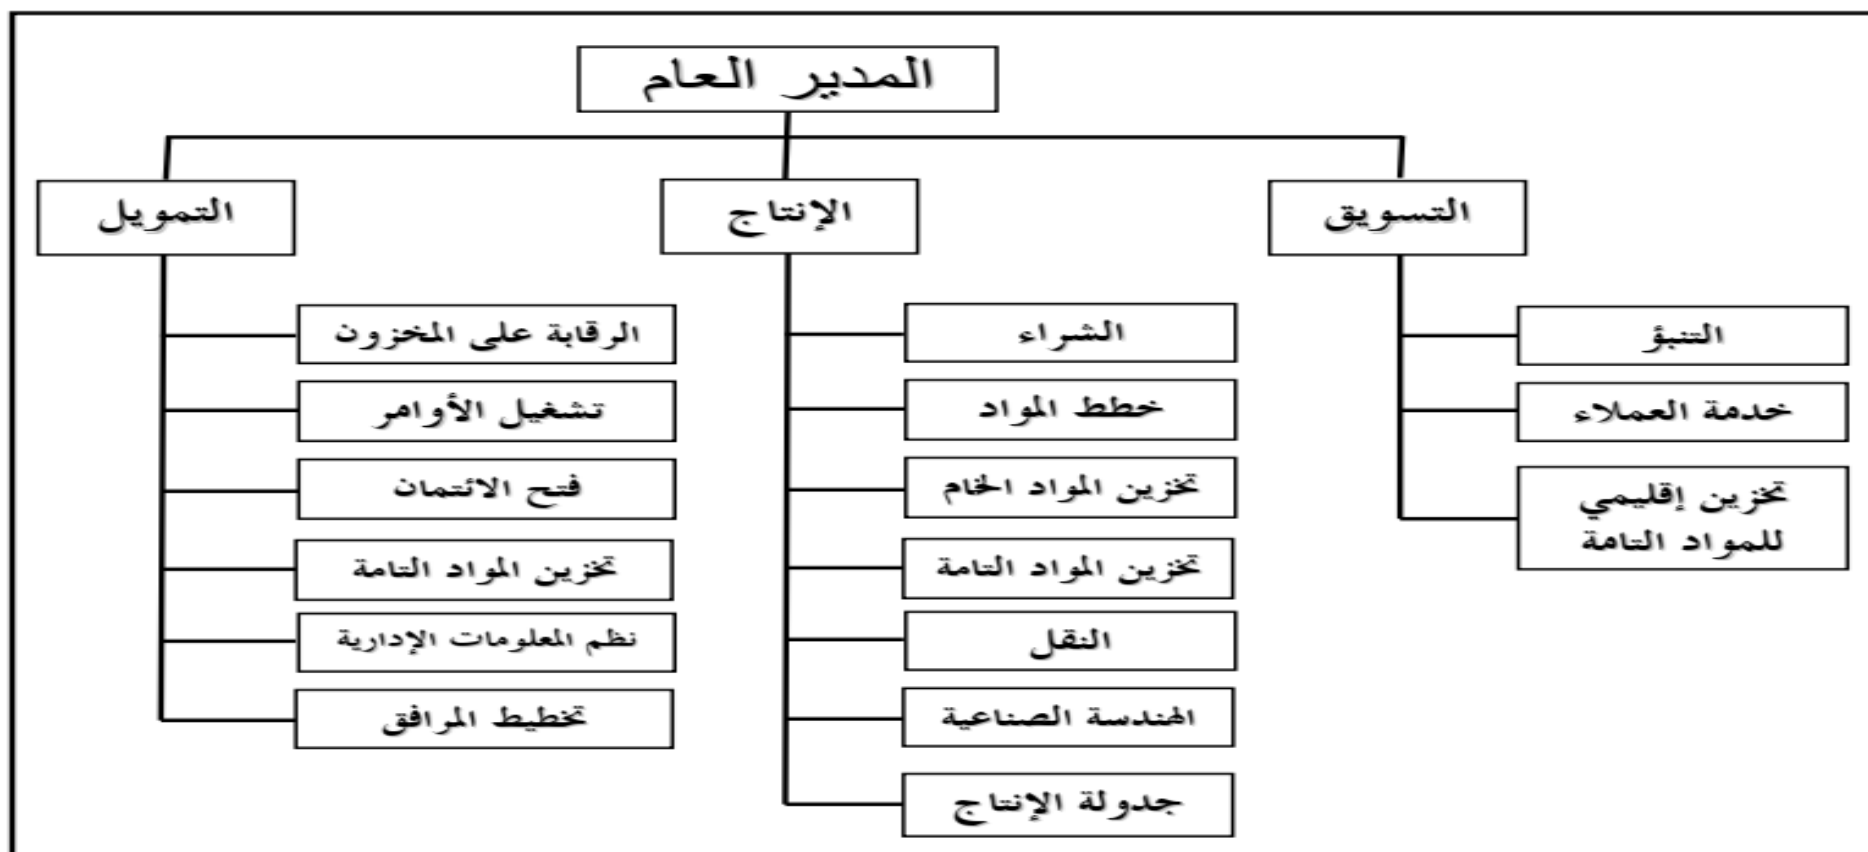 المدير العام
التسويق
الإنتاج
التمويل
التنبؤ
خدمة العملاء
تخزين إقليمي
للمواد التامة
الشراء
خطط المواد
تخزين المواد الخام
تخزين المواد التامة
النقل
الهندسة الصناعية
جدولة الإنتاج
الرقابة على المخزون
تشغيل الأوامر
فتح الائتمان
تخزين المواد التامة
نظم المعلومات الإدارية
تخطيط المرافق